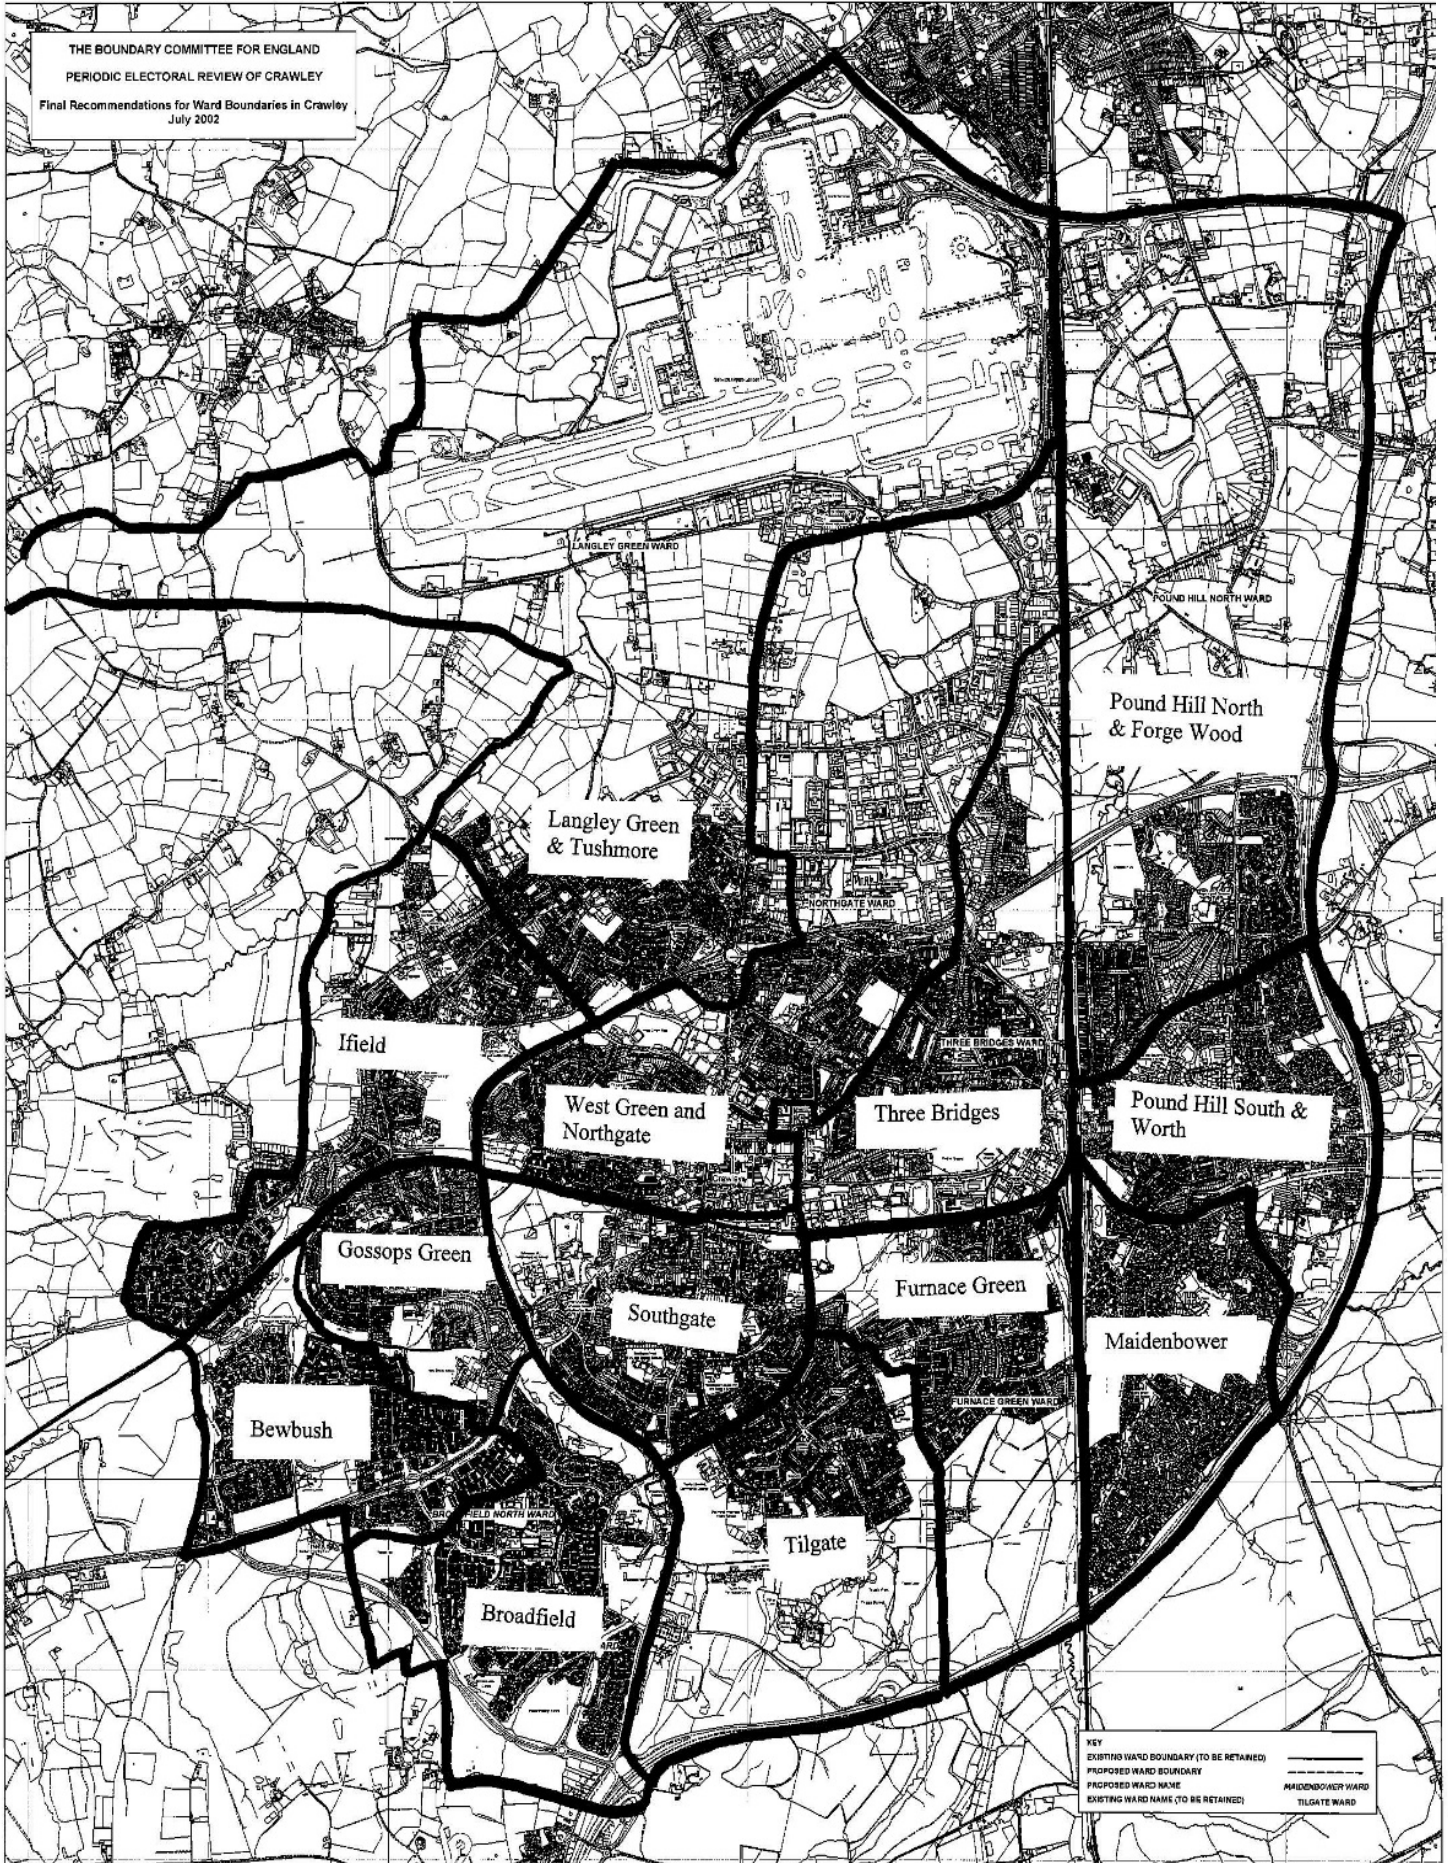 THE BOUNDARY COMMITTEE FOR ENGLAND
PERIODIC ELECTORAL REVIEW OF CRAWLEY
Final Recommendations for Ward Boundaries in Crawley
July 2002
LANGLEY GREEN WARD
POUND HILL NORTH WARD
Pound Hill North
& Forge Wood
Langley Green
& Tushmore
NORTHGATE WARD
Ifield
THREE BRIDGES WARD
West Green and
Northgate
Three Bridges
Pound Hill South &
Worth
Gossops Green
Furnace Green
Southgate
Maidenbower
FURNACE GREEN WARD
Bewbush
FIELD NORTH WARD
Tilgate
Broadfield
KEY
EXISTING WARD BOUNDARY (TO BE RETAINED)
PROPOSED WARD BOUNDARY
PROPOSED WARD NAME MAIDENBOWER WARD
EXISTING WARD NAME (TO BE RETAINED) TILGATE WARD